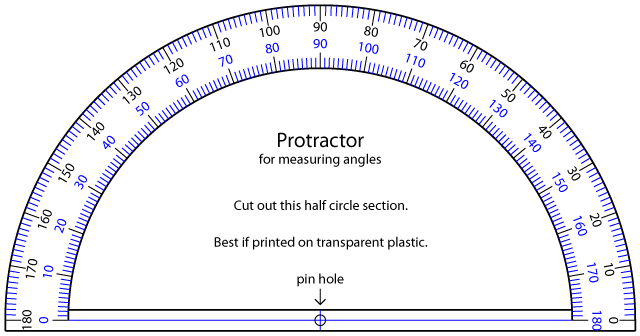 180 170 160 150 140 130 120 110 100 90 80 70 60 50 40 30 20 10 0
0 10 20 30 40 50 60 70 80 90 100 110 120 130 140 150 160 170 180
Protractor
for measuring angles
Cut out this half circle section.
Best if printed on transparent plastic.
pin hole